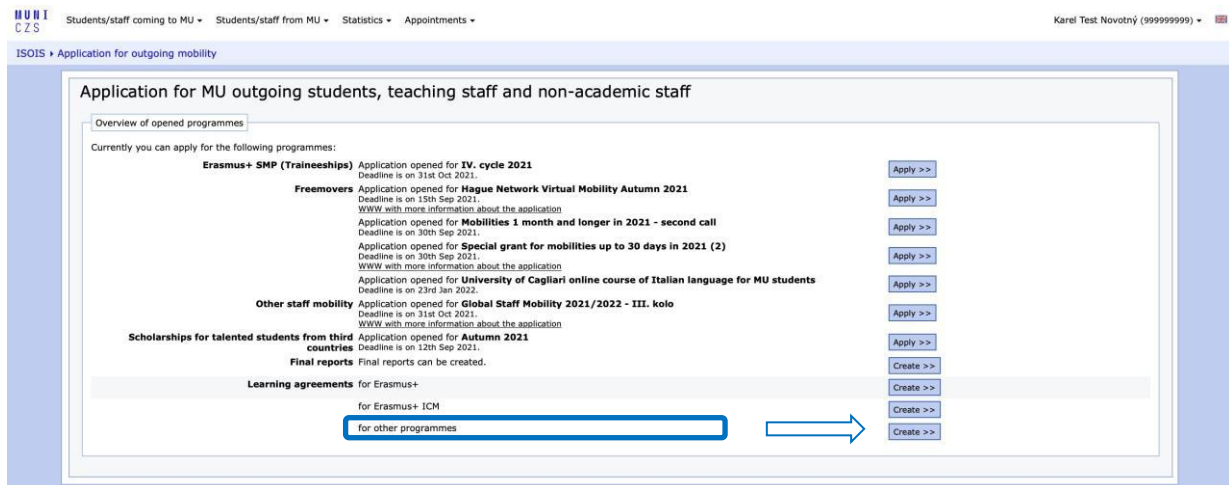 MUNI Students/staff coming to MU ▾ Students/staff from MU ▾ Statistics ▾ Appointments ▾ Karel Test Novotný (999999999) ▾
CZS
ISOIS ▸ Application for outgoing mobility
Application for MU outgoing students, teaching staff and non-academic staff
Overview of opened programmes
Currently you can apply for the following programmes:
Erasmus+ SMP (Traineeships) Application opened for IV. cycle 2021 Apply >>
Deadline is on 31st Oct 2021.
Freemovers Application opened for Hague Network Virtual Mobility Autumn 2021 Apply >>
Deadline is on 15th Sep 2021.
WWW with more information about the application
Application opened for Mobilities 1 month and longer in 2021 - second call Apply >>
Deadline is on 30th Sep 2021.
Application opened for Special grant for mobilities up to 30 days in 2021 (2) Apply >>
Deadline is on 30th Sep 2021.
WWW with more information about the application
Application opened for University of Cagliari online course of Italian language for MU students Apply >>
Deadline is on 23rd Jan 2022.
Other staff mobility Application opened for Global Staff Mobility 2021/2022 - III. kolo Apply >>
Deadline is on 31st Oct 2021.
WWW with more information about the application
Scholarships for talented students from third Application opened for Autumn 2021 Apply >>
countries Deadline is on 12th Sep 2021.
Final reports Final reports can be created. Create >>
Learning agreements for Erasmus+ Create >>
for Erasmus+ ICM Create >>
for other programmes Create >>